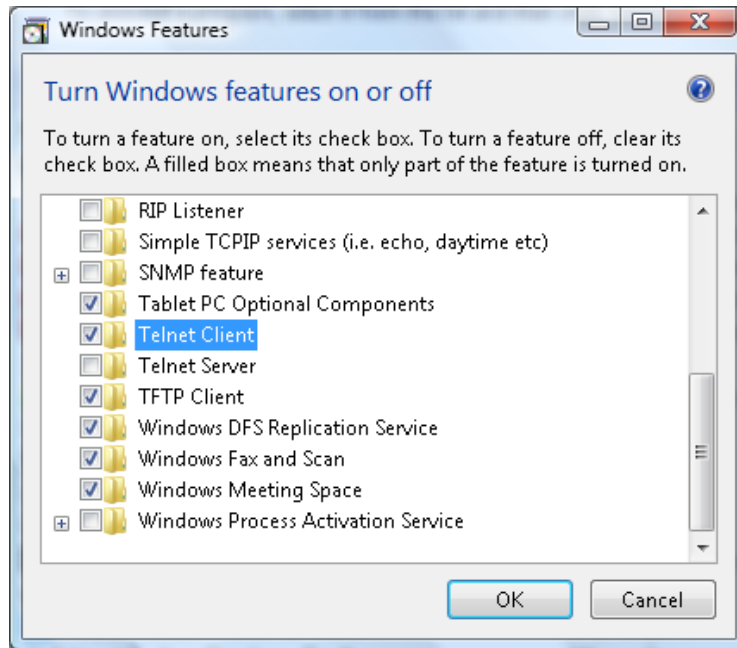 Windows Features
Turn Windows features on or off
To turn a feature on, select its check box. To turn a feature off, clear its
check box. A filled box means that only part of the feature is turned on.
RIP Listener
Simple TCPIP services (i.e. echo, daytime etc)
SNMP feature
Tablet PC Optional Components
Telnet Client
Telnet Server
TFTP Client
Windows DFS Replication Service
Windows Fax and Scan
Windows Meeting Space
Windows Process Activation Service
OK
Cancel